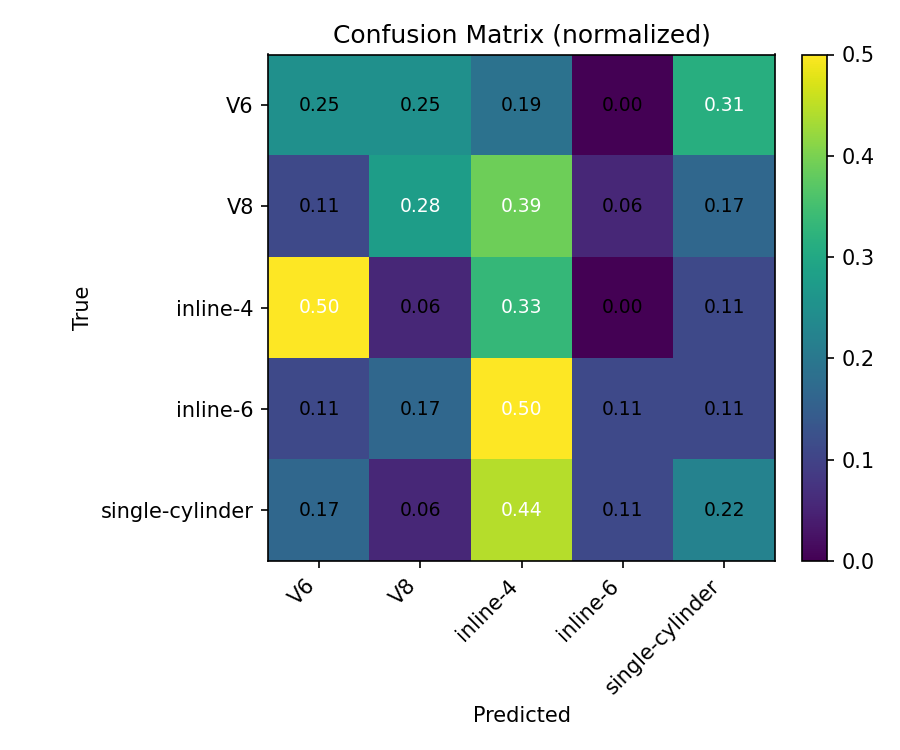 Confusion Matrix (normalized)
V6 0.25 0.25 0.19 0.00 0.31
V8 0.11 0.28 0.39 0.06 0.17
inline-4 0.50 0.06 0.33 0.00 0.11
inline-6 0.11 0.17 0.50 0.11 0.11
single-cylinder 0.17 0.06 0.44 0.11 0.22
True
V6 V8 inline-4 inline-6 single-cylinder
Predicted
0.5
0.4
0.3
0.2
0.1
0.0